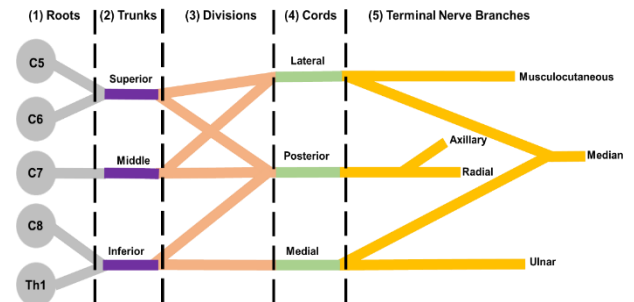 (1) Roots (2) Trunks (3) Divisions (4) Cords (5) Terminal Nerve Branches
C5
C6
C7
C8
Th1
Superior
Middle
Inferior
Lateral
Posterior
Medial
Musculocutaneous
Axillary
Radial
Median
Ulnar